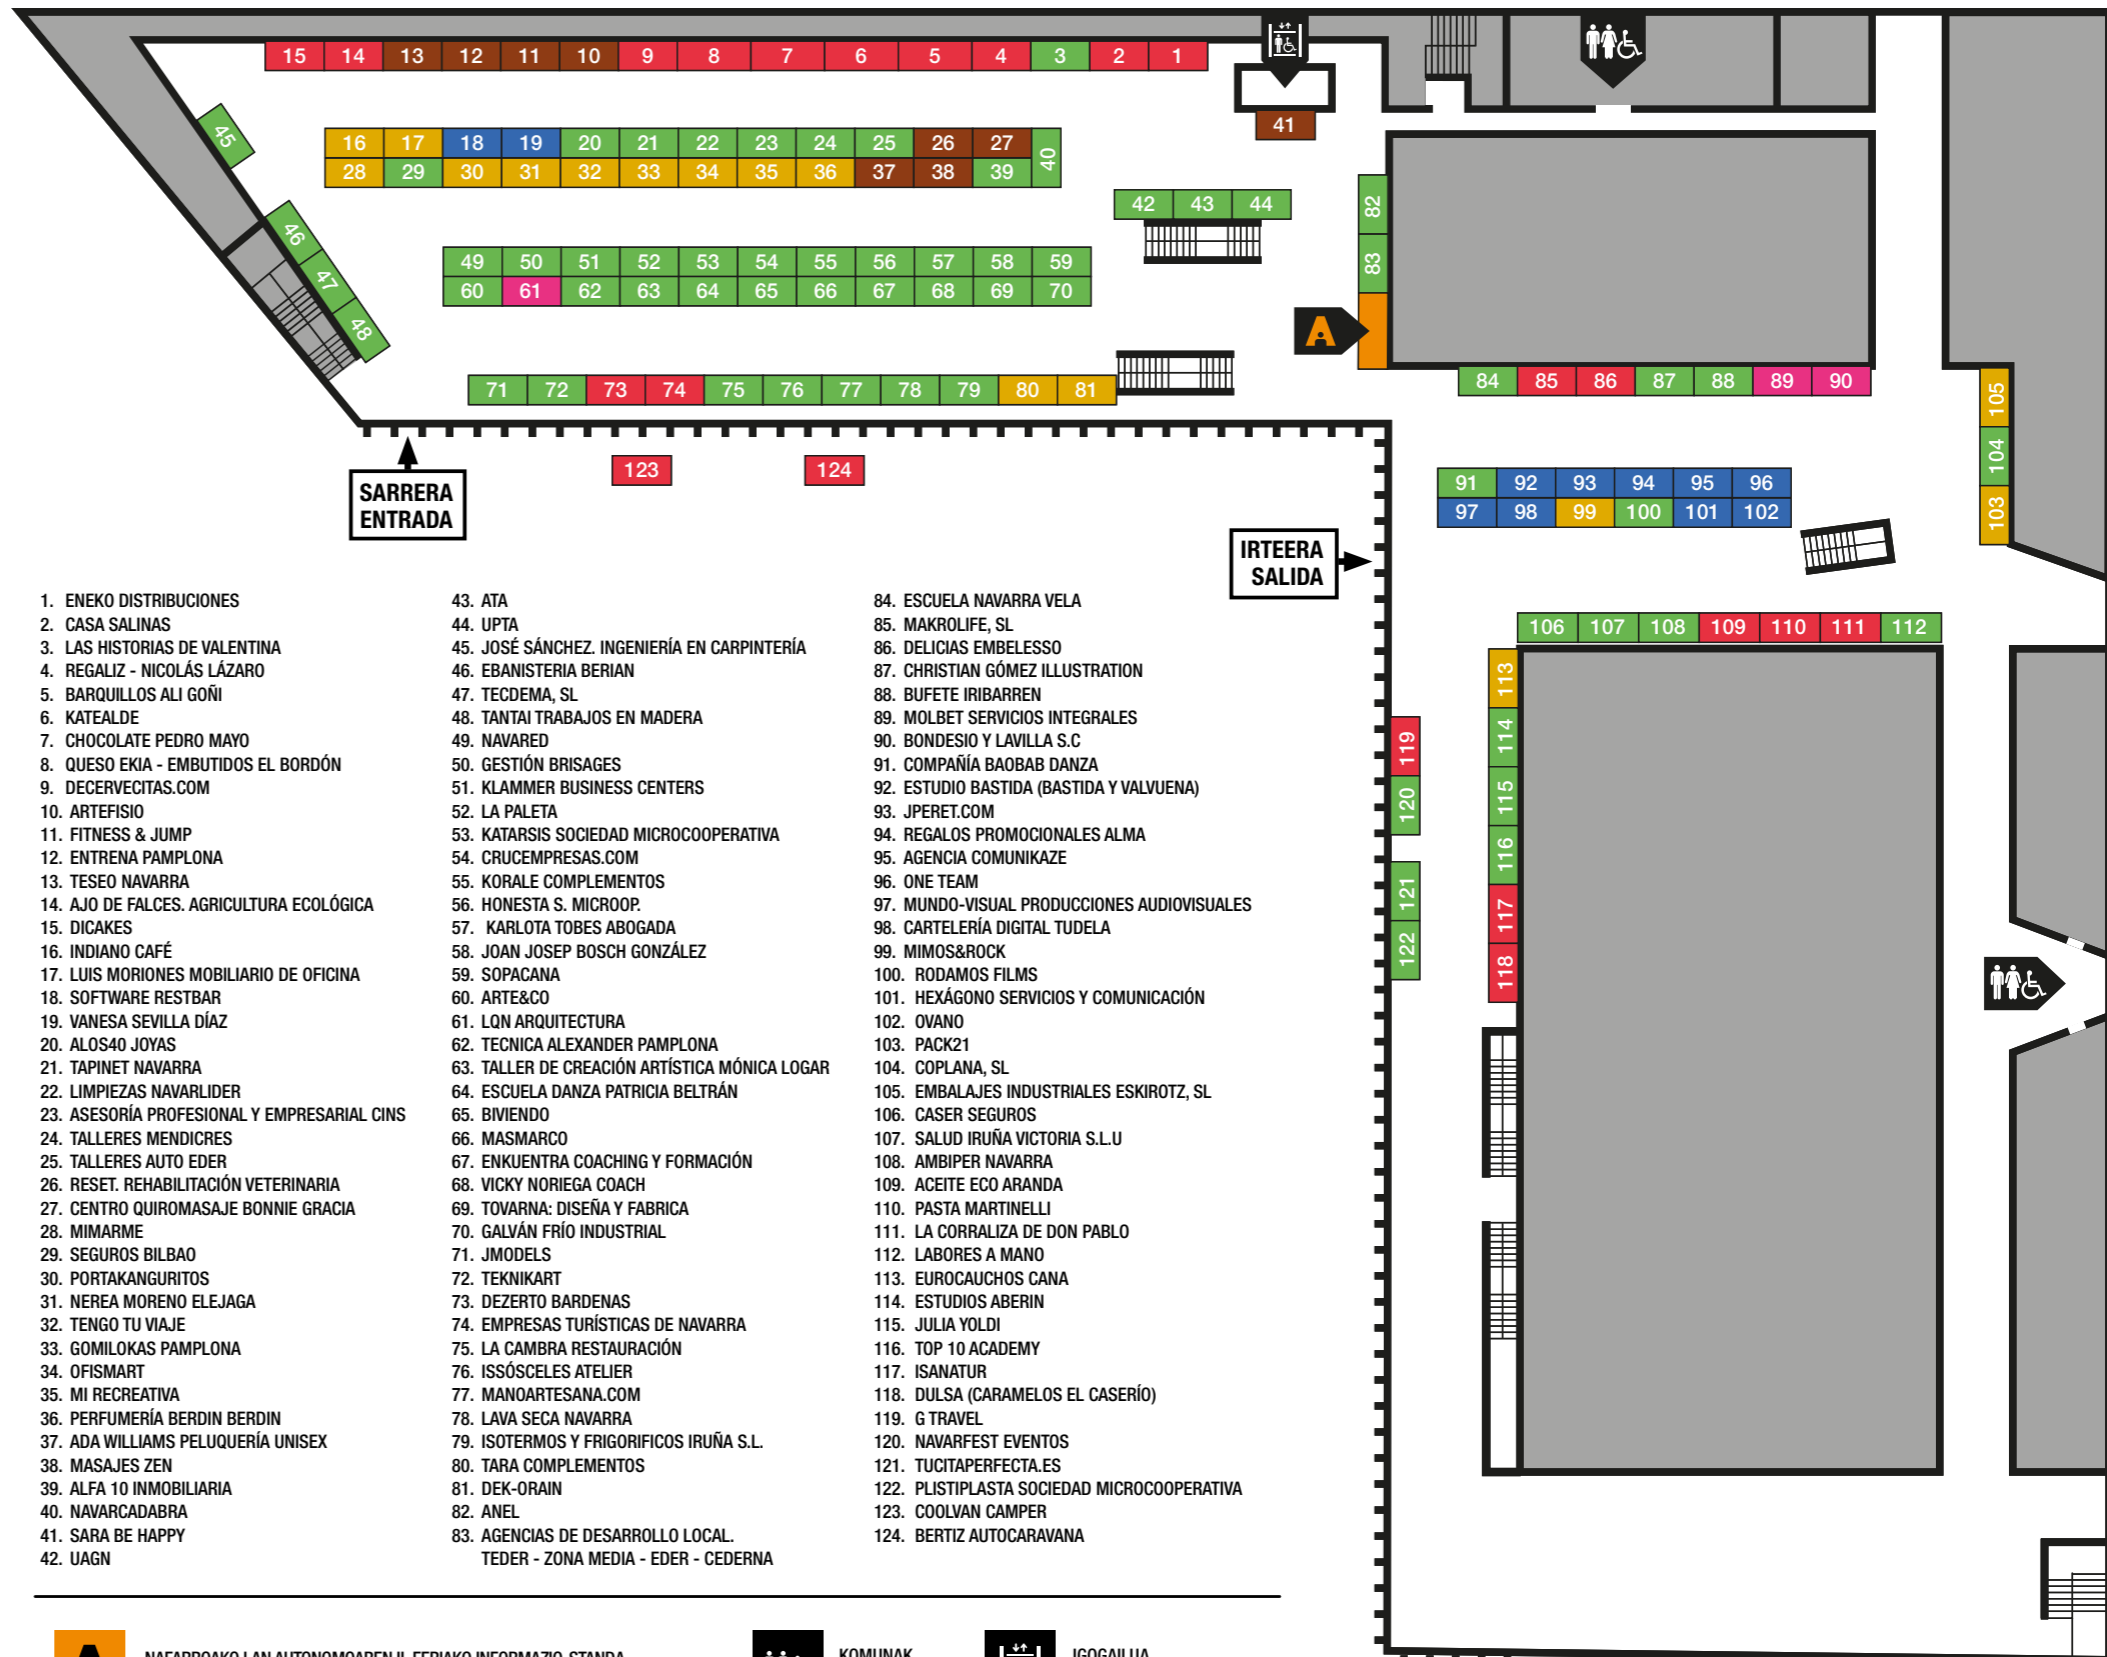 15 14 13 12 11 10 9 8 7 6 5 4 3 2 1
41
45
16 17 18 19 20 21 22 23 24 25 26 27
40
28 29 30 31 32 33 34 35 36 37 38 39
42 43 44
82
83
46
47
48
49 50 51 52 53 54 55 56 57 58 59
60 61 62 63 64 65 66 67 68 69 70
A
71 72 73 74 75 76 77 78 79 80 81
84 85 86 87 88 89 90
105
104
103
123 124
SARRERA
ENTRADA
91 92 93 94 95 96
97 98 99 100 101 102
IRTEERA
SALIDA
106 107 108 109 110 111 112
113
114
115
116
117
118
119
120
121
122
1. ENEKO DISTRIBUCIONES
2. CASA SALINAS
3. LAS HISTORIAS DE VALENTINA
4. REGALIZ - NICOLÁS LÁZARO
5. BARQUILLOS ALI GOÑI
6. KATEALDE
7. CHOCOLATE PEDRO MAYO
8. QUESO EKIA - EMBUTIDOS EL BORDÓN
9. DECERVECITAS.COM
10. ARTEFISIO
11. FITNESS & JUMP
12. ENTRENA PAMPLONA
13. TESEO NAVARRA
14. AJO DE FALCES. AGRICULTURA ECOLÓGICA
15. DICAKES
16. INDIANO CAFÉ
17. LUIS MORIONES MOBILIARIO DE OFICINA
18. SOFTWARE RESTBAR
19. VANESA SEVILLA DÍAZ
20. ALOS40 JOYAS
21. TAPINET NAVARRA
22. LIMPIEZAS NAVARLIDER
23. ASESORÍA PROFESIONAL Y EMPRESARIAL CINS
24. TALLERES MENDICRES
25. TALLERES AUTO EDER
26. RESET. REHABILITACIÓN VETERINARIA
27. CENTRO QUIROMASAJE BONNIE GRACIA
28. MIMARME
29. SEGUROS BILBAO
30. PORTAKANGURITOS
31. NEREA MORENO ELEJAGA
32. TENGO TU VIAJE
33. GOMILOKAS PAMPLONA
34. OFISMART
35. MI RECREATIVA
36. PERFUMERÍA BERDIN BERDIN
37. ADA WILLIAMS PELUQUERÍA UNISEX
38. MASAJES ZEN
39. ALFA 10 INMOBILIARIA
40. NAVARCADABRA
41. SARA BE HAPPY
42. UAGN
43. ATA
44. UPTA
45. JOSÉ SÁNCHEZ. INGENIERÍA EN CARPINTERÍA
46. EBANISTERIA BERIAN
47. TECDEMA, SL
48. TANTAI TRABAJOS EN MADERA
49. NAVARED
50. GESTIÓN BRISAGES
51. KLAMMER BUSINESS CENTERS
52. LA PALETA
53. KATARSIS SOCIEDAD MICROCOOPERATIVA
54. CRUCEMPRESAS.COM
55. KORALE COMPLEMENTOS
56. HONESTA S. MICROOP.
57. KARLOTA TOBES ABOGADA
58. JOAN JOSEP BOSCH GONZÁLEZ
59. SOPACANA
60. ARTE&CO
61. LQN ARQUITECTURA
62. TECNICA ALEXANDER PAMPLONA
63. TALLER DE CREACIÓN ARTÍSTICA MÓNICA LOGAR
64. ESCUELA DANZA PATRICIA BELTRÁN
65. BIVIENDO
66. MASMARCO
67. ENKUENTRA COACHING Y FORMACIÓN
68. VICKY NORIEGA COACH
69. TOVARNA: DISEÑA Y FABRICA
70. GALVÁN FRÍO INDUSTRIAL
71. JMODELS
72. TEKNIKART
73. DEZERTO BARDENAS
74. EMPRESAS TURÍSTICAS DE NAVARRA
75. LA CAMBRA RESTAURACIÓN
76. ISSÓSCELES ATELIER
77. MANOARTESANA.COM
78. LAVA SECA NAVARRA
79. ISOTERMOS Y FRIGORIFICOS IRUÑA S.L.
80. TARA COMPLEMENTOS
81. DEK-ORAIN
82. ANEL
83. AGENCIAS DE DESARROLLO LOCAL.
TEDER - ZONA MEDIA - EDER - CEDERNA
84. ESCUELA NAVARRA VELA
85. MAKROLIFE, SL
86. DELICIAS EMBELESSO
87. CHRISTIAN GÓMEZ ILLUSTRATION
88. BUFETE IRIBARREN
89. MOLBET SERVICIOS INTEGRALES
90. BONDESIO Y LAVILLA S.C
91. COMPAÑÍA BAOBAB DANZA
92. ESTUDIO BASTIDA (BASTIDA Y VALVUENA)
93. JPERET.COM
94. REGALOS PROMOCIONALES ALMA
95. AGENCIA COMUNIKAZE
96. ONE TEAM
97. MUNDO-VISUAL PRODUCCIONES AUDIOVISUALES
98. CARTELERÍA DIGITAL TUDELA
99. MIMOS&ROCK
100. RODAMOS FILMS
101. HEXÁGONO SERVICIOS Y COMUNICACIÓN
102. OVANO
103. PACK21
104. COPLANA, SL
105. EMBALAJES INDUSTRIALES ESKIROTZ, SL
106. CASER SEGUROS
107. SALUD IRUÑA VICTORIA S.L.U
108. AMBIPER NAVARRA
109. ACEITE ECO ARANDA
110. PASTA MARTINELLI
111. LA CORRALIZA DE DON PABLO
112. LABORES A MANO
113. EUROCAUCHOS CANA
114. ESTUDIOS ABERIN
115. JULIA YOLDI
116. TOP 10 ACADEMY
117. ISANATUR
118. DULSA (CARAMELOS EL CASERÍO)
119. G TRAVEL
120. NAVARFEST EVENTOS
121. TUCITAPERFECTA.ES
122. PLISTIPLASTA SOCIEDAD MICROCOOPERATIVA
123. COOLVAN CAMPER
124. BERTIZ AUTOCARAVANA
NAFARROAKO LAN AUTONOMOAREN II. FERIAKO INFORMAZIO-STANDA
KOMUNAK
IGOGAILUA